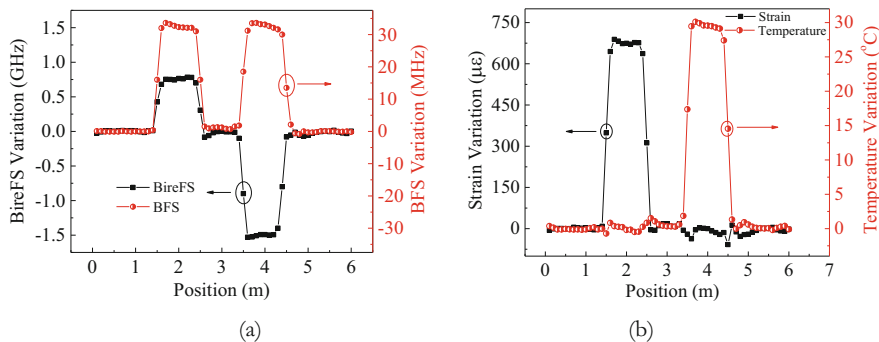 BireFS Variation (GHz)
1.5
1.0
0.5
0.0
-0.5
-1.0
-1.5
BireFS
BFS
30
20
10
0
-10
-20
-30
BFS Variation (MHz)
0 1 2 3 4 5 6
Position (m)
(a)
Strain Variation (με)
750
600
450
300
150
0
Strain
Temperature
30
25
20
15
10
5
0
Temperature Variation (°C)
0 1 2 3 4 5 6 7
Position (m)
(b)